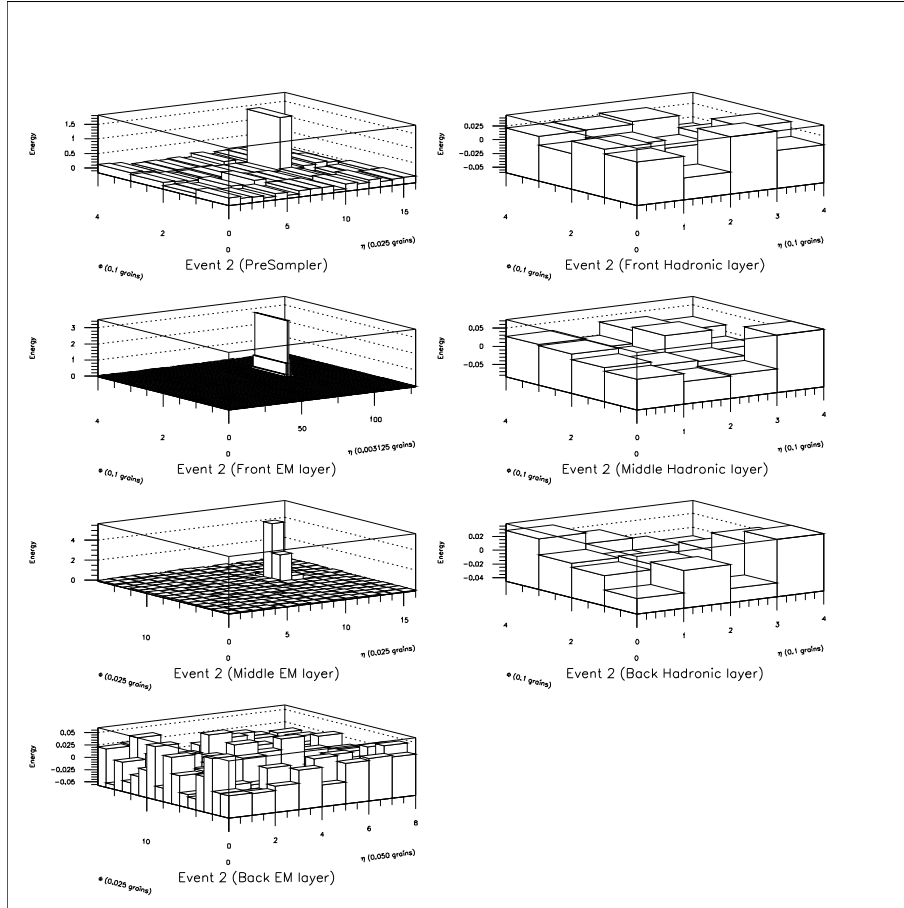 Energy
1.5
1
0.5
0
4
2
0
0
5
10
15
η (0.025 grains)
φ (0.1 grains)
Event 2 (PreSampler)
Energy
0.025
0
−0.025
−0.05
4
2
0
0
1
2
3
4
η (0.1 grains)
φ (0.1 grains)
Event 2 (Front Hadronic layer)
Energy
3
2
1
0
4
2
0
0
50
100
η (0.003125 grains)
φ (0.1 grains)
Event 2 (Front EM layer)
Energy
0.05
0
−0.05
4
2
0
0
1
2
3
4
η (0.1 grains)
φ (0.1 grains)
Event 2 (Middle Hadronic layer)
Energy
4
2
0
10
0
0
5
10
15
η (0.025 grains)
φ (0.025 grains)
Event 2 (Middle EM layer)
Energy
0.02
0
−0.02
−0.04
4
2
0
0
1
2
3
4
η (0.1 grains)
φ (0.1 grains)
Event 2 (Back Hadronic layer)
Energy
0.05
0.025
0
−0.025
−0.05
10
0
0
2
4
6
8
η (0.050 grains)
φ (0.025 grains)
Event 2 (Back EM layer)